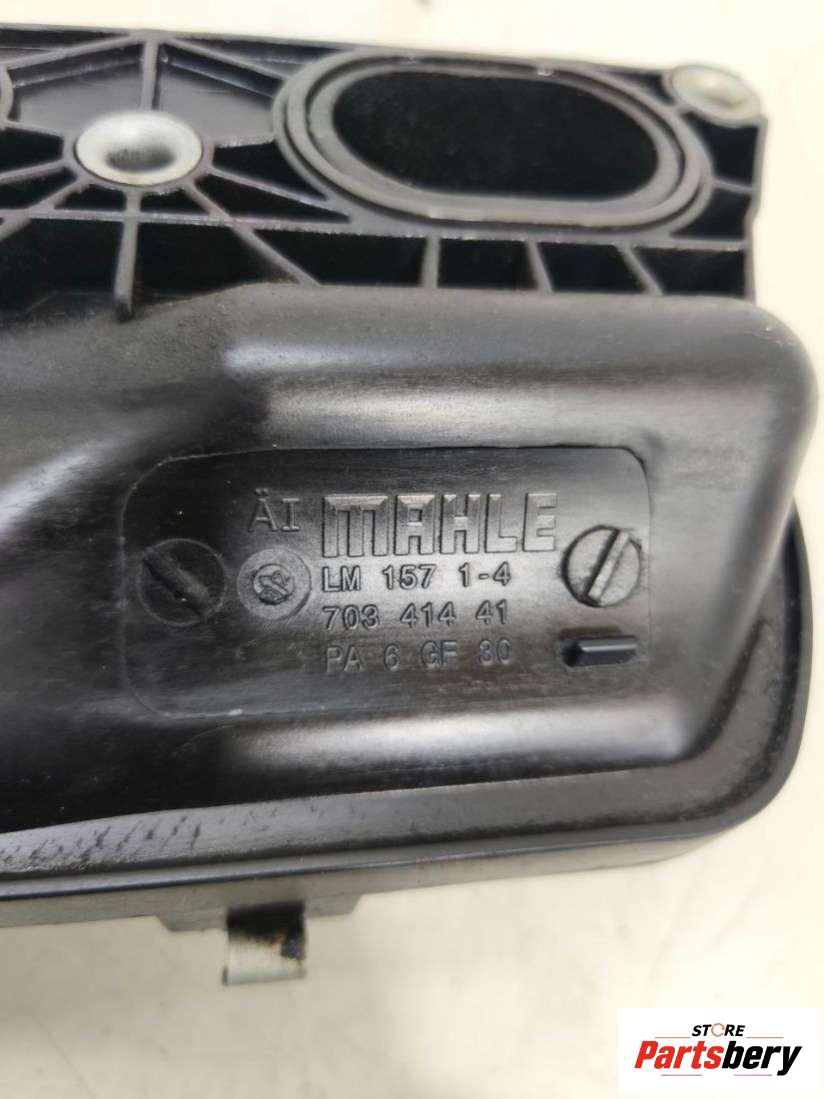 ÄI MAHLE
LM 157 1-4
703 414 41
PA 6 GF 30
STORE
Partsbery